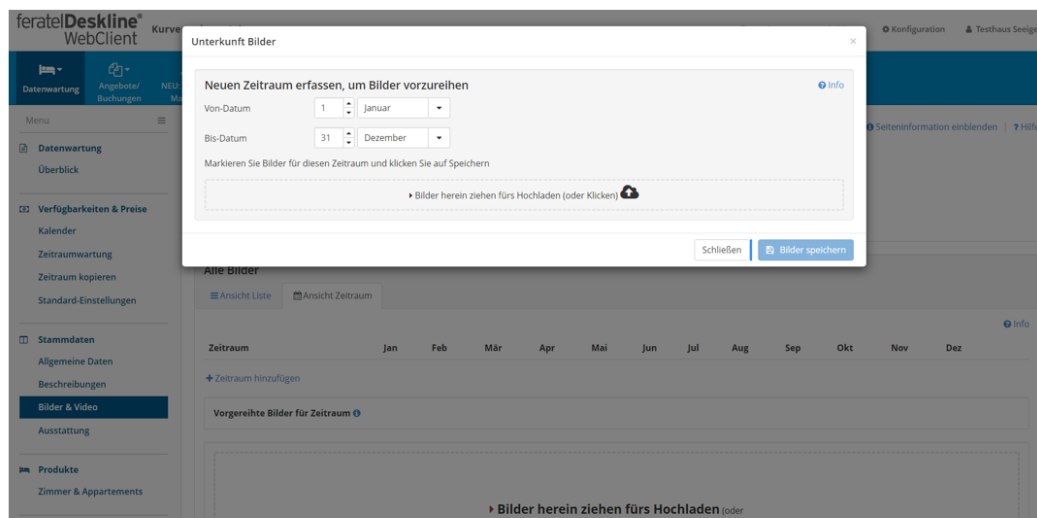 feratelDeskline®
WebClient
Kurve
Konfiguration
Testhaus Seeige
Unterkunft Bilder
×
Datenwartung
Angebote/
Buchungen
NEU:
Ma
Neuen Zeitraum erfassen, um Bilder vorzureihen
Info
Von-Datum
1
Januar
Bis-Datum
31
Dezember
Markieren Sie Bilder für diesen Zeitraum und klicken Sie auf Speichern
Bilder herein ziehen fürs Hochladen (oder Klicken)
Schließen
Bilder speichern
Menu
Seiteninformation einblenden | ? Hilfe
Datenwartung
Überblick
Verfügbarkeiten & Preise
Kalender
Zeitraumwartung
Zeitraum kopieren
Standard-Einstellungen
Stammdaten
Allgemeine Daten
Beschreibungen
Bilder & Video
Ausstattung
Produkte
Zimmer & Appartements
Alle Bilder
Ansicht Liste
Ansicht Zeitraum
Info
Zeitraum Jan Feb Mär Apr Mai Jun Jul Aug Sep Okt Nov Dez
+ Zeitraum hinzufügen
Vorgereihte Bilder für Zeitraum
Bilder herein ziehen fürs Hochladen (oder